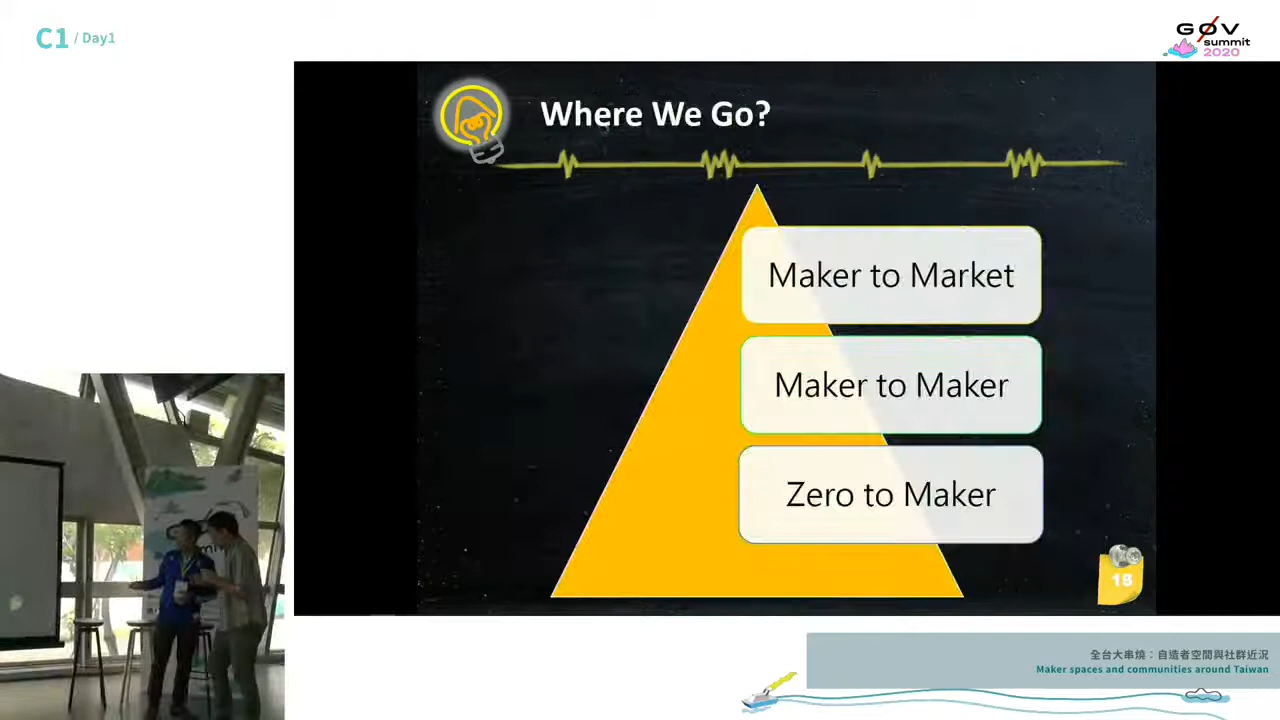 C1 / Day1
GØV
summit
2020
Where We Go?
Maker to Market
Maker to Maker
Zero to Maker
18
全台大串燒：自造者空間與社群近況
Maker spaces and communities around Taiwan